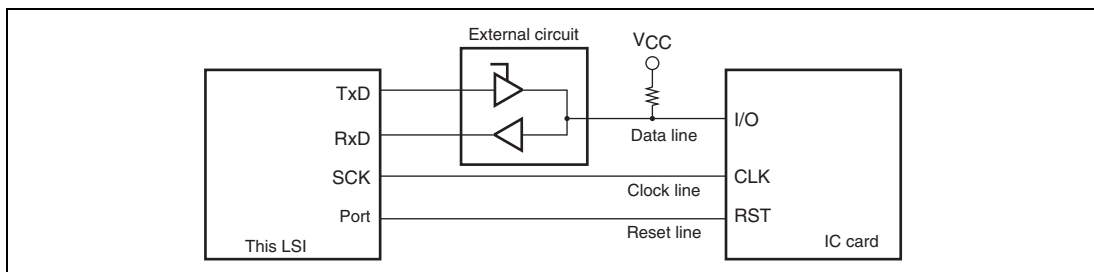 External circuit
VCC
TxD
RxD
SCK
Port
This LSI
Data line
Clock line
Reset line
I/O
CLK
RST
IC card